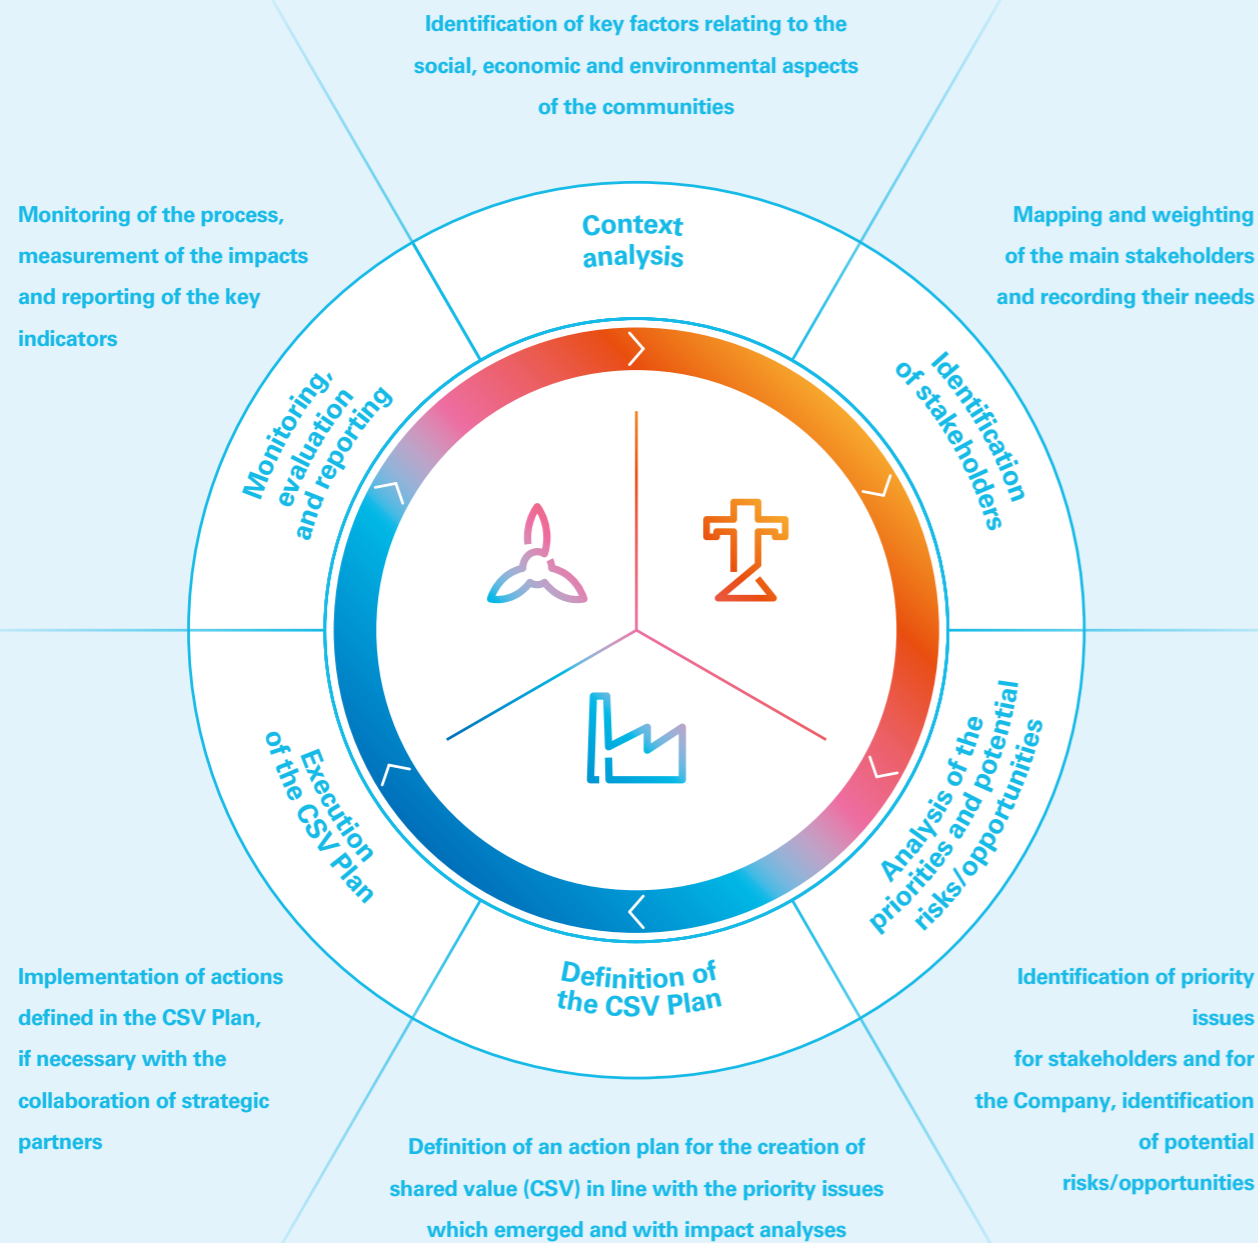 Identification of key factors relating to the
social, economic and environmental aspects
of the communities
Monitoring of the process,
measurement of the impacts
and reporting of the key
indicators
Mapping and weighting
of the main stakeholders
and recording their needs
Context
analysis
Identification
of stakeholders
Analysis of the
priorities and potential
risks/opportunities
Definition of
the CSV Plan
Execution
of the CSV Plan
Monitoring,
evaluation
and reporting
Implementation of actions
defined in the CSV Plan,
if necessary with the
collaboration of strategic
partners
Identification of priority
issues
for stakeholders and for
the Company, identification
of potential
risks/opportunities
Definition of an action plan for the creation of
shared value (CSV) in line with the priority issues
which emerged and with impact analyses